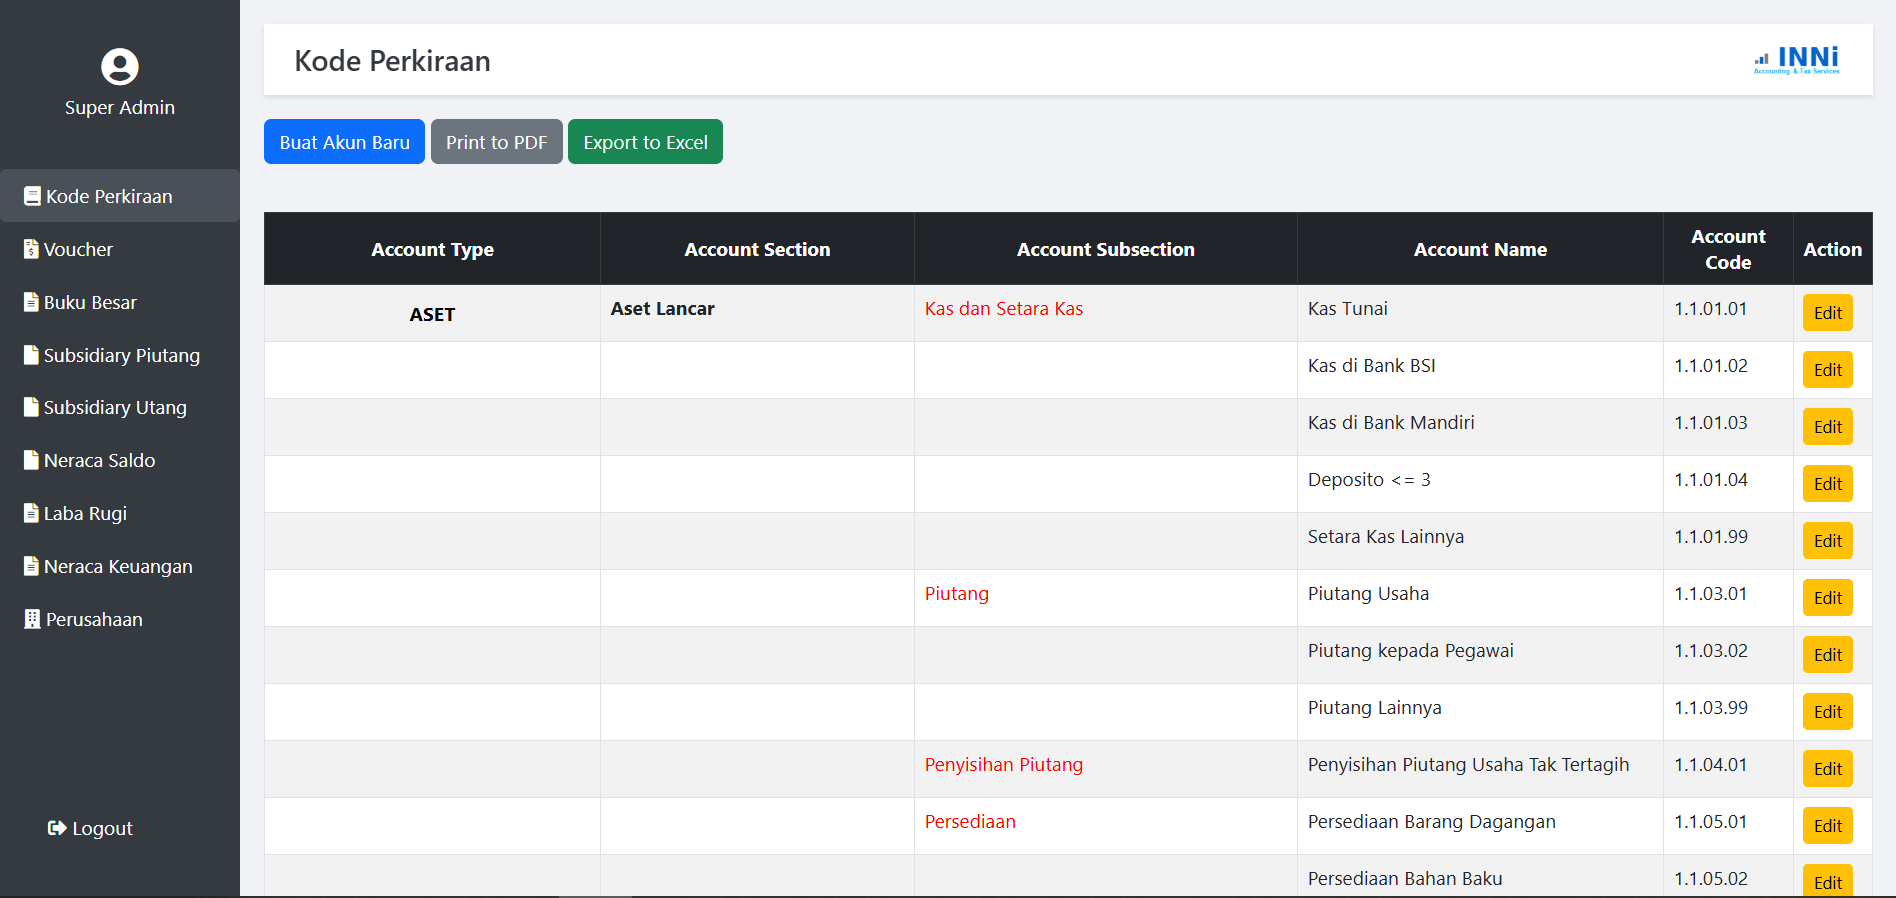 Super Admin
Kode Perkiraan
Voucher
Buku Besar
Subsidiary Piutang
Subsidiary Utang
Neraca Saldo
Laba Rugi
Neraca Keuangan
Perusahaan
Logout
Kode Perkiraan
INNi
Accounting & Tax Services
Buat Akun Baru Print to PDF Export to Excel
Account Type Account Section Account Subsection Account Name Account Code Action
ASET Aset Lancar Kas dan Setara Kas Kas Tunai 1.1.01.01 Edit
Kas di Bank BSI 1.1.01.02 Edit
Kas di Bank Mandiri 1.1.01.03 Edit
Deposito <= 3 1.1.01.04 Edit
Setara Kas Lainnya 1.1.01.99 Edit
Piutang Piutang Usaha 1.1.03.01 Edit
Piutang kepada Pegawai 1.1.03.02 Edit
Piutang Lainnya 1.1.03.99 Edit
Penyisihan Piutang Penyisihan Piutang Usaha Tak Tertagih 1.1.04.01 Edit
Persediaan Persediaan Barang Dagangan 1.1.05.01 Edit
Persediaan Bahan Baku 1.1.05.02 Edit